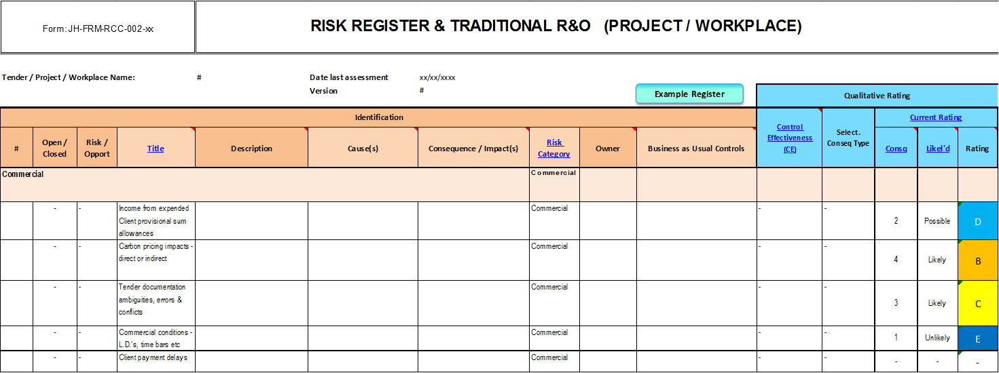 Form: JH-FRM-RCC-002-xx
RISK REGISTER & TRADITIONAL R&O (PROJECT / WORKPLACE)
Tender / Project / Workplace Name: # Date last assessment xx/xx/xxxx
Version #
Example Register
Qualitative Rating
Identification
Current Rating
#
Open /
Closed
Risk /
Opport
Title
Description
Cause(s)
Consequence / Impact(s)
Risk
Category
Owner
Business as Usual Controls
Control
Effectiveness
(CE)
Select.
Conseq Type
Consq
Likel'd
Rating
Commercial
Commercial
- -
Income from expended
Client provisional sum
allowances
Commercial
- -
2 Possible D
- -
Carbon pricing impacts -
direct or indirect
Commercial
- -
4 Likely B
- -
Tender documentation
ambiguities, errors &
conflicts
Commercial
- -
3 Likely C
- -
Commercial conditions -
L.D.'s, time bars etc
Commercial
- -
1 Unlikely E
- -
Client payment delays
Commercial
- -
- - -